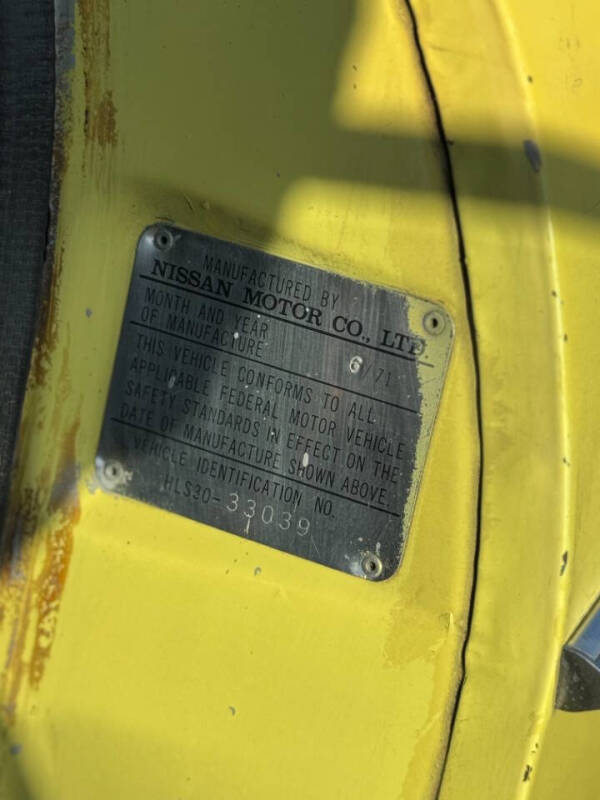 MANUFACTURED BY
NISSAN MOTOR CO., LTD.
MONTH AND YEAR
OF MANUFACTURE 6/71
THIS VEHICLE CONFORMS TO ALL
APPLICABLE FEDERAL MOTOR VEHICLE
SAFETY STANDARDS IN EFFECT ON THE
DATE OF MANUFACTURE SHOWN ABOVE.
VEHICLE IDENTIFICATION NO.
HLS30-33039